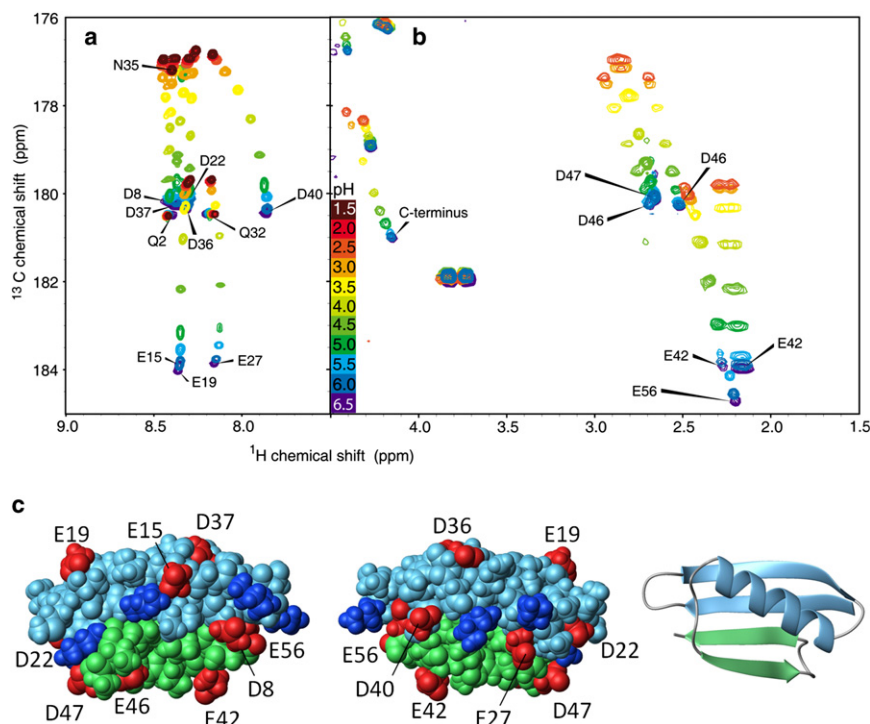 a
b
176
178
180
182
184
¹³C chemical shift (ppm)
N35
D22
D8
D37
Q2
D36
Q32
D40
E15
E19
E27
pH
1.5
2.0
2.5
3.0
3.5
4.0
4.5
5.0
5.5
6.0
6.5
C-terminus
D47
D46
D46
E42
E42
E56
9.0
8.5
8.0
4.0
3.5
3.0
2.5
2.0
1.5
¹H chemical shift (ppm)
c
E19
E15
D37
D22
D47
E46
E42
D8
E56
D36
E19
E56
D40
E42
E27
D47
D22